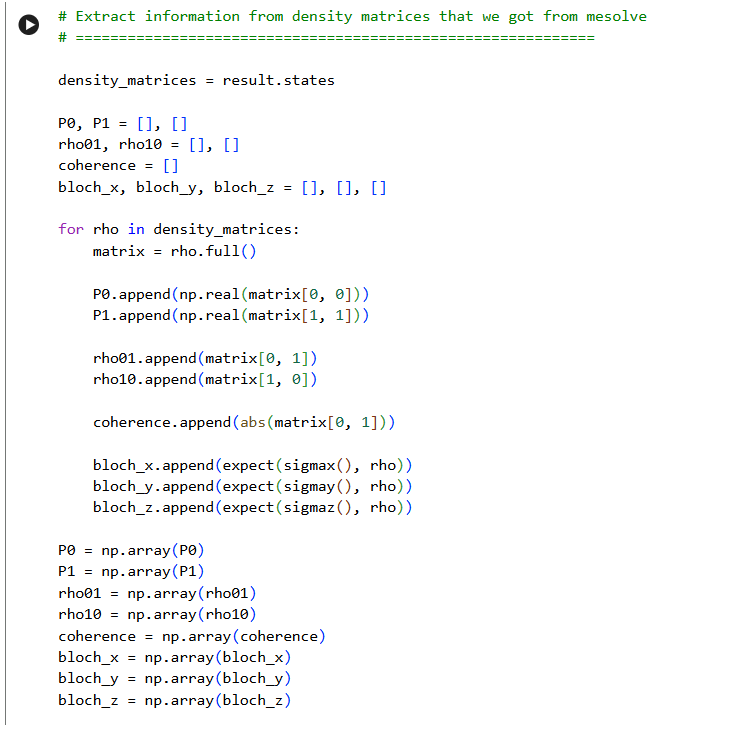 # Extract information from density matrices that we got from mesolve
# ============================================================
density_matrices = result.states
P0, P1 = [], []
rho01, rho10 = [], []
coherence = []
bloch_x, bloch_y, bloch_z = [], [], []
for rho in density_matrices:
    matrix = rho.full()
    P0.append(np.real(matrix[0, 0]))
    P1.append(np.real(matrix[1, 1]))
    rho01.append(matrix[0, 1])
    rho10.append(matrix[1, 0])
    coherence.append(abs(matrix[0, 1]))
    bloch_x.append(expect(sigmax(), rho))
    bloch_y.append(expect(sigmay(), rho))
    bloch_z.append(expect(sigmaz(), rho))
P0 = np.array(P0)
P1 = np.array(P1)
rho01 = np.array(rho01)
rho10 = np.array(rho10)
coherence = np.array(coherence)
bloch_x = np.array(bloch_x)
bloch_y = np.array(bloch_y)
bloch_z = np.array(bloch_z)